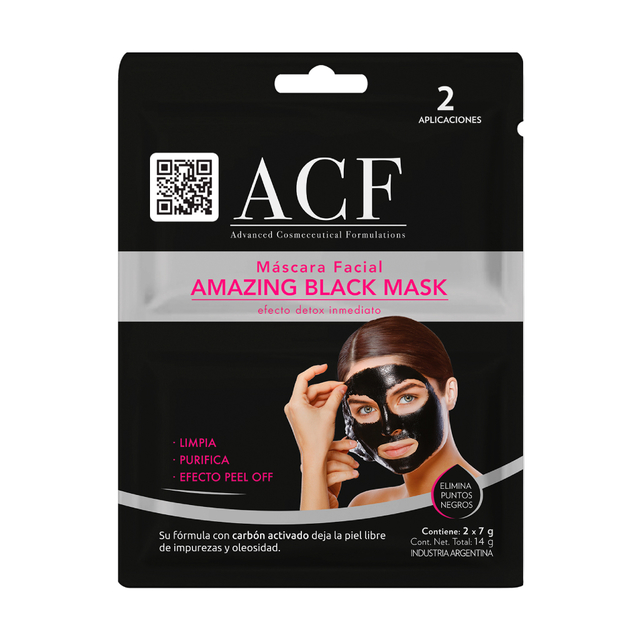 2
APLICACIONES
ACF
Advanced Cosmeceutical Formulations
Máscara Facial
AMAZING BLACK MASK
efecto detox inmediato
· LIMPIA
· PURIFICA
· EFECTO PEEL OFF
ELIMINA
PUNTOS
NEGROS
Su fórmula con carbón activado deja la piel libre
de impurezas y oleosidad.
Contiene: 2 x 7 g
Cont. Net. Total: 14 g
INDUSTRIA ARGENTINA